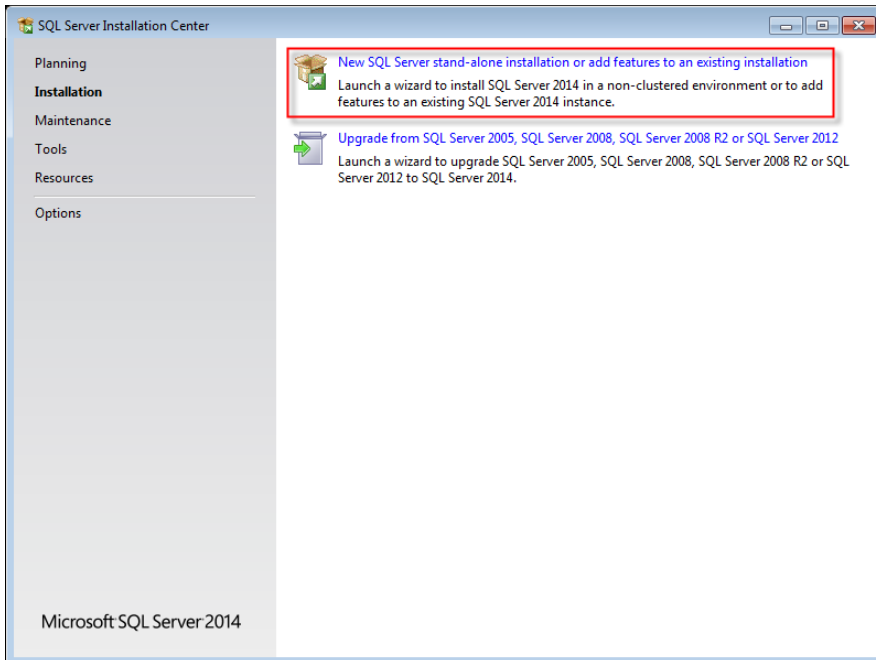 SQL Server Installation Center
Planning
Installation
Maintenance
Tools
Resources
Options
New SQL Server stand-alone installation or add features to an existing installation
Launch a wizard to install SQL Server 2014 in a non-clustered environment or to add
features to an existing SQL Server 2014 instance.
Upgrade from SQL Server 2005, SQL Server 2008, SQL Server 2008 R2 or SQL Server 2012
Launch a wizard to upgrade SQL Server 2005, SQL Server 2008, SQL Server 2008 R2 or SQL
Server 2012 to SQL Server 2014.
Microsoft SQL Server 2014